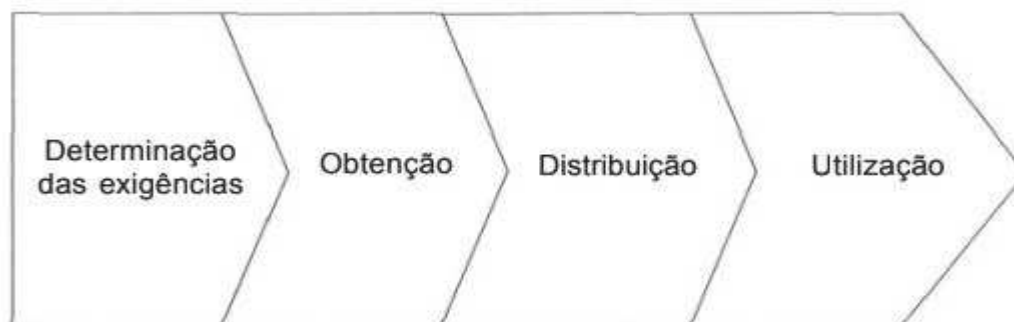 Determinação
das exigências
Obtenção
Distribuição
Utilização